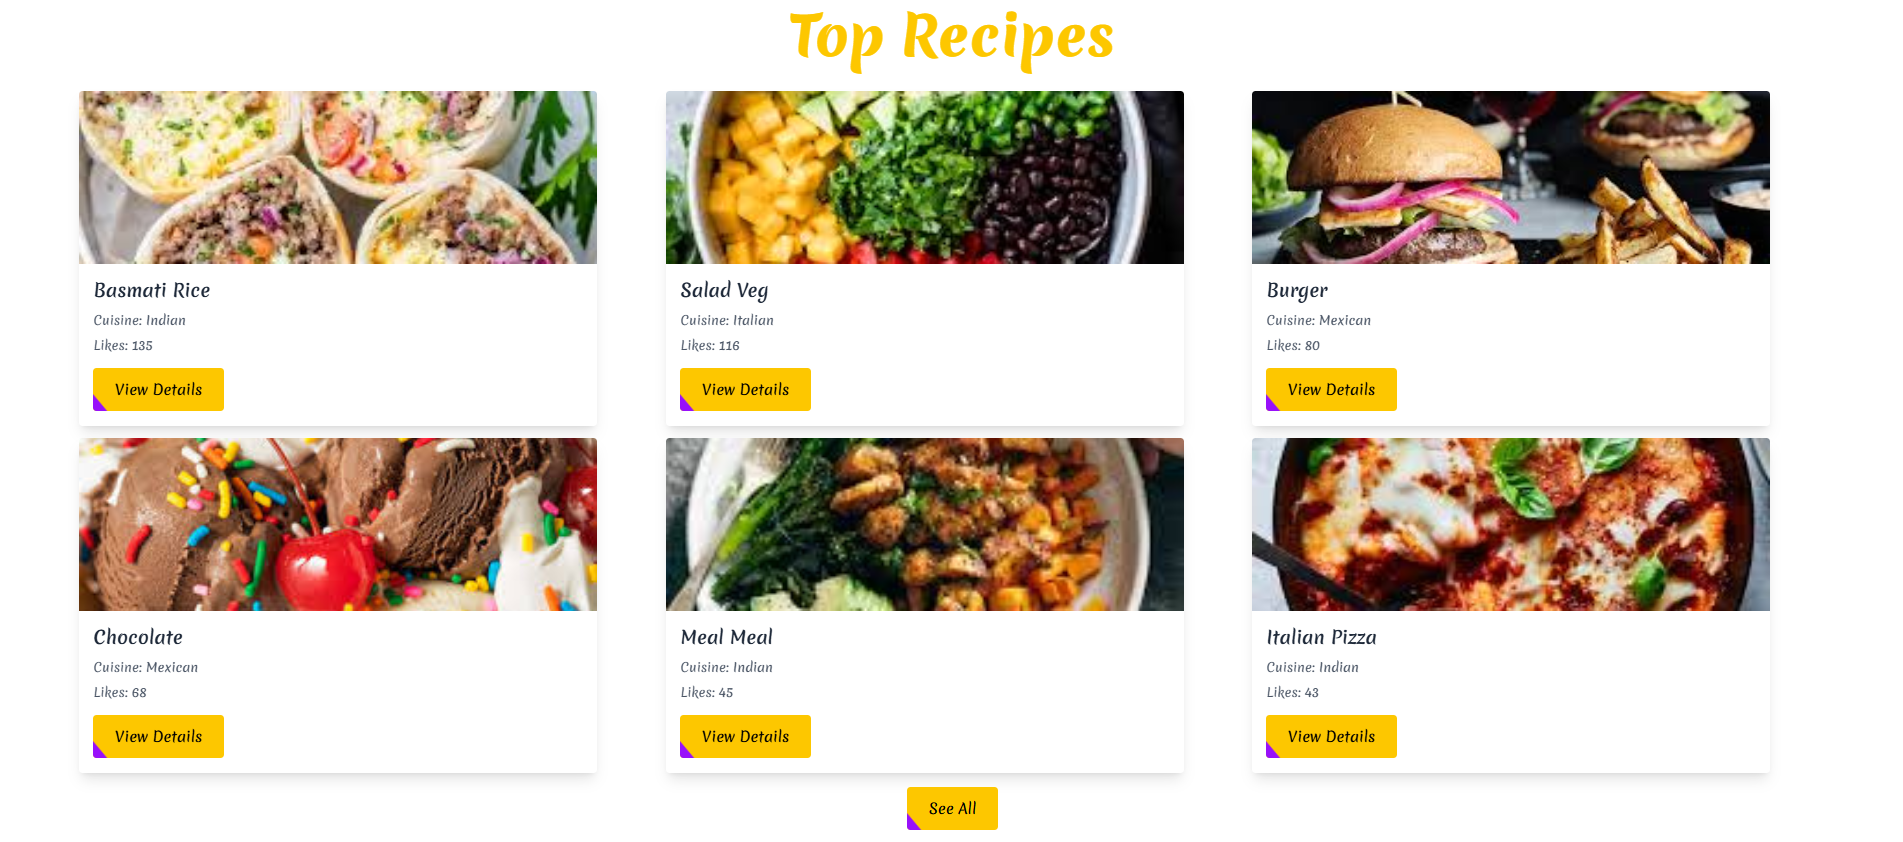 Top Recipes
Basmati Rice
Cuisine: Indian
Likes: 135
View Details
Salad Veg
Cuisine: Italian
Likes: 116
View Details
Burger
Cuisine: Mexican
Likes: 80
View Details
Chocolate
Cuisine: Mexican
Likes: 68
View Details
Meal Meal
Cuisine: Indian
Likes: 45
View Details
Italian Pizza
Cuisine: Indian
Likes: 43
View Details
See All